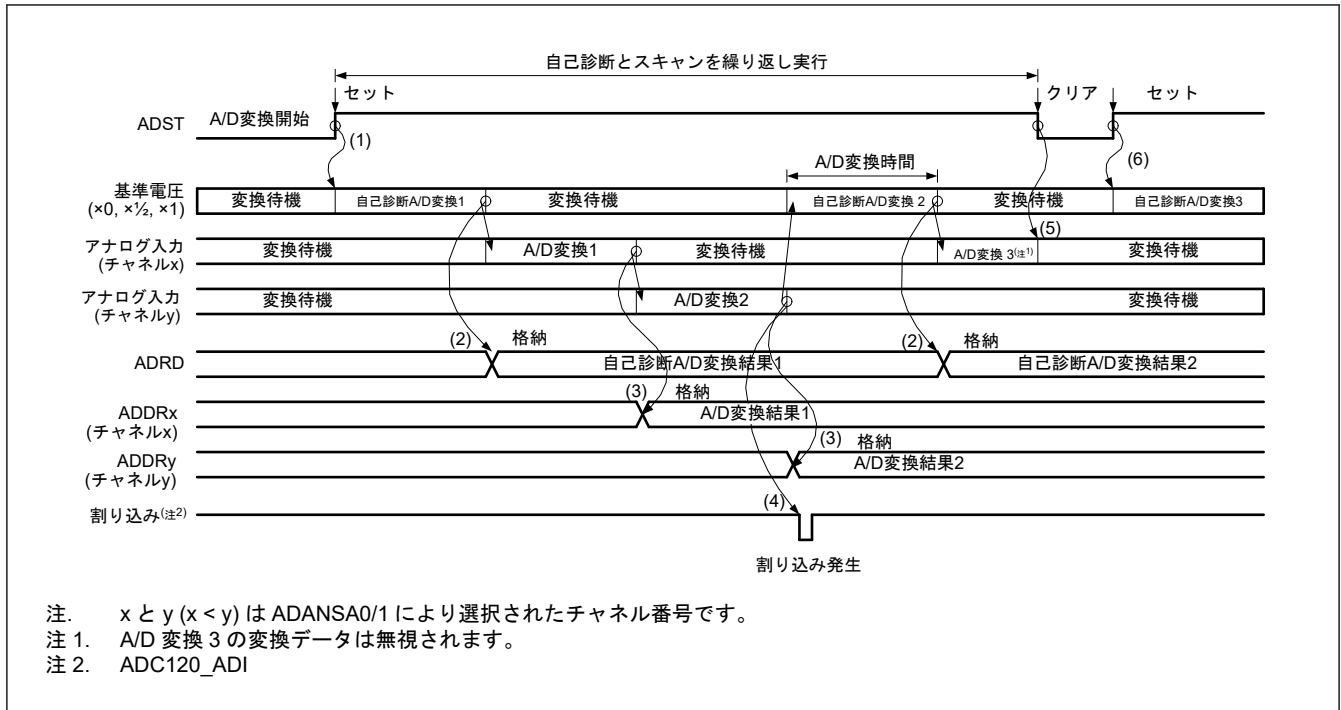 自己診断とスキャンを繰り返し実行
セット
クリア
セット
ADST
A/D変換開始
(1)
(6)
A/D変換時間
基準電圧
(×0, ×½, ×1)
変換待機
自己診断A/D変換1
変換待機
自己診断A/D変換 2
変換待機
自己診断A/D変換3
(5)
アナログ入力
(チャネルx)
変換待機
A/D変換1
変換待機
A/D変換 3(注1)
変換待機
アナログ入力
(チャネルy)
変換待機
A/D変換2
変換待機
(2)
格納
(2)
格納
ADRD
自己診断A/D変換結果1
自己診断A/D変換結果2
(3)
格納
ADDRx
(チャネルx)
A/D変換結果1
(3)
格納
ADDRy
(チャネルy)
A/D変換結果2
(4)
割り込み(注2)
割り込み発生
注. x と y (x < y) は ADANSA0/1 により選択されたチャネル番号です。
注 1. A/D 変換 3 の変換データは無視されます。
注 2. ADC120_ADI